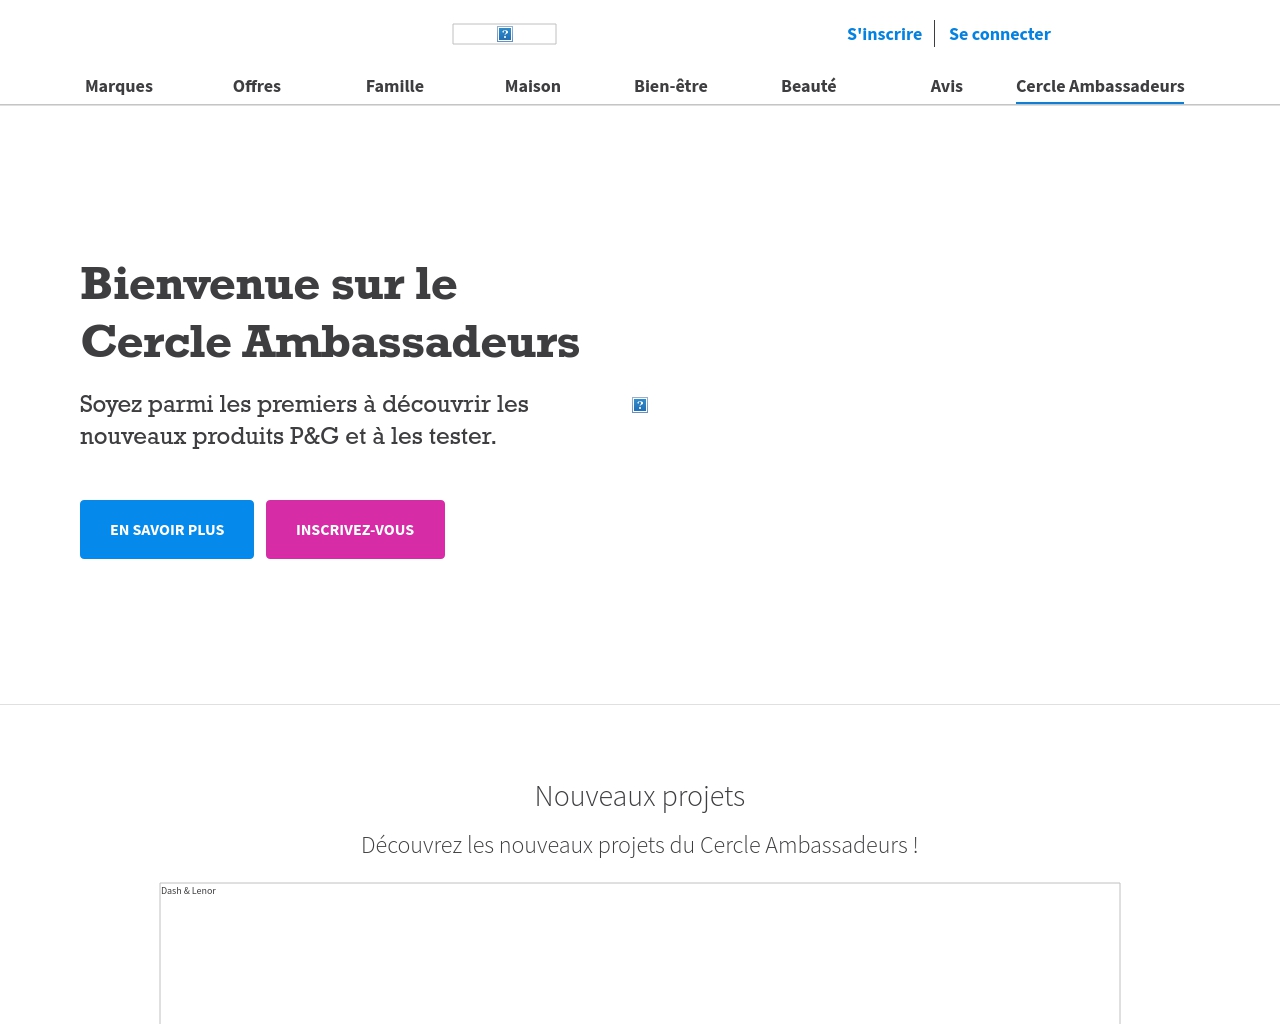 S'inscrire
Se connecter
Marques
Offres
Famille
Maison
Bien-être
Beauté
Avis
Cercle Ambassadeurs
Bienvenue sur le
Cercle Ambassadeurs
Soyez parmi les premiers à découvrir les
nouveaux produits P&G et à les tester.
EN SAVOIR PLUS
INSCRIVEZ-VOUS
Nouveaux projets
Découvrez les nouveaux projets du Cercle Ambassadeurs !
Dash & Lenor